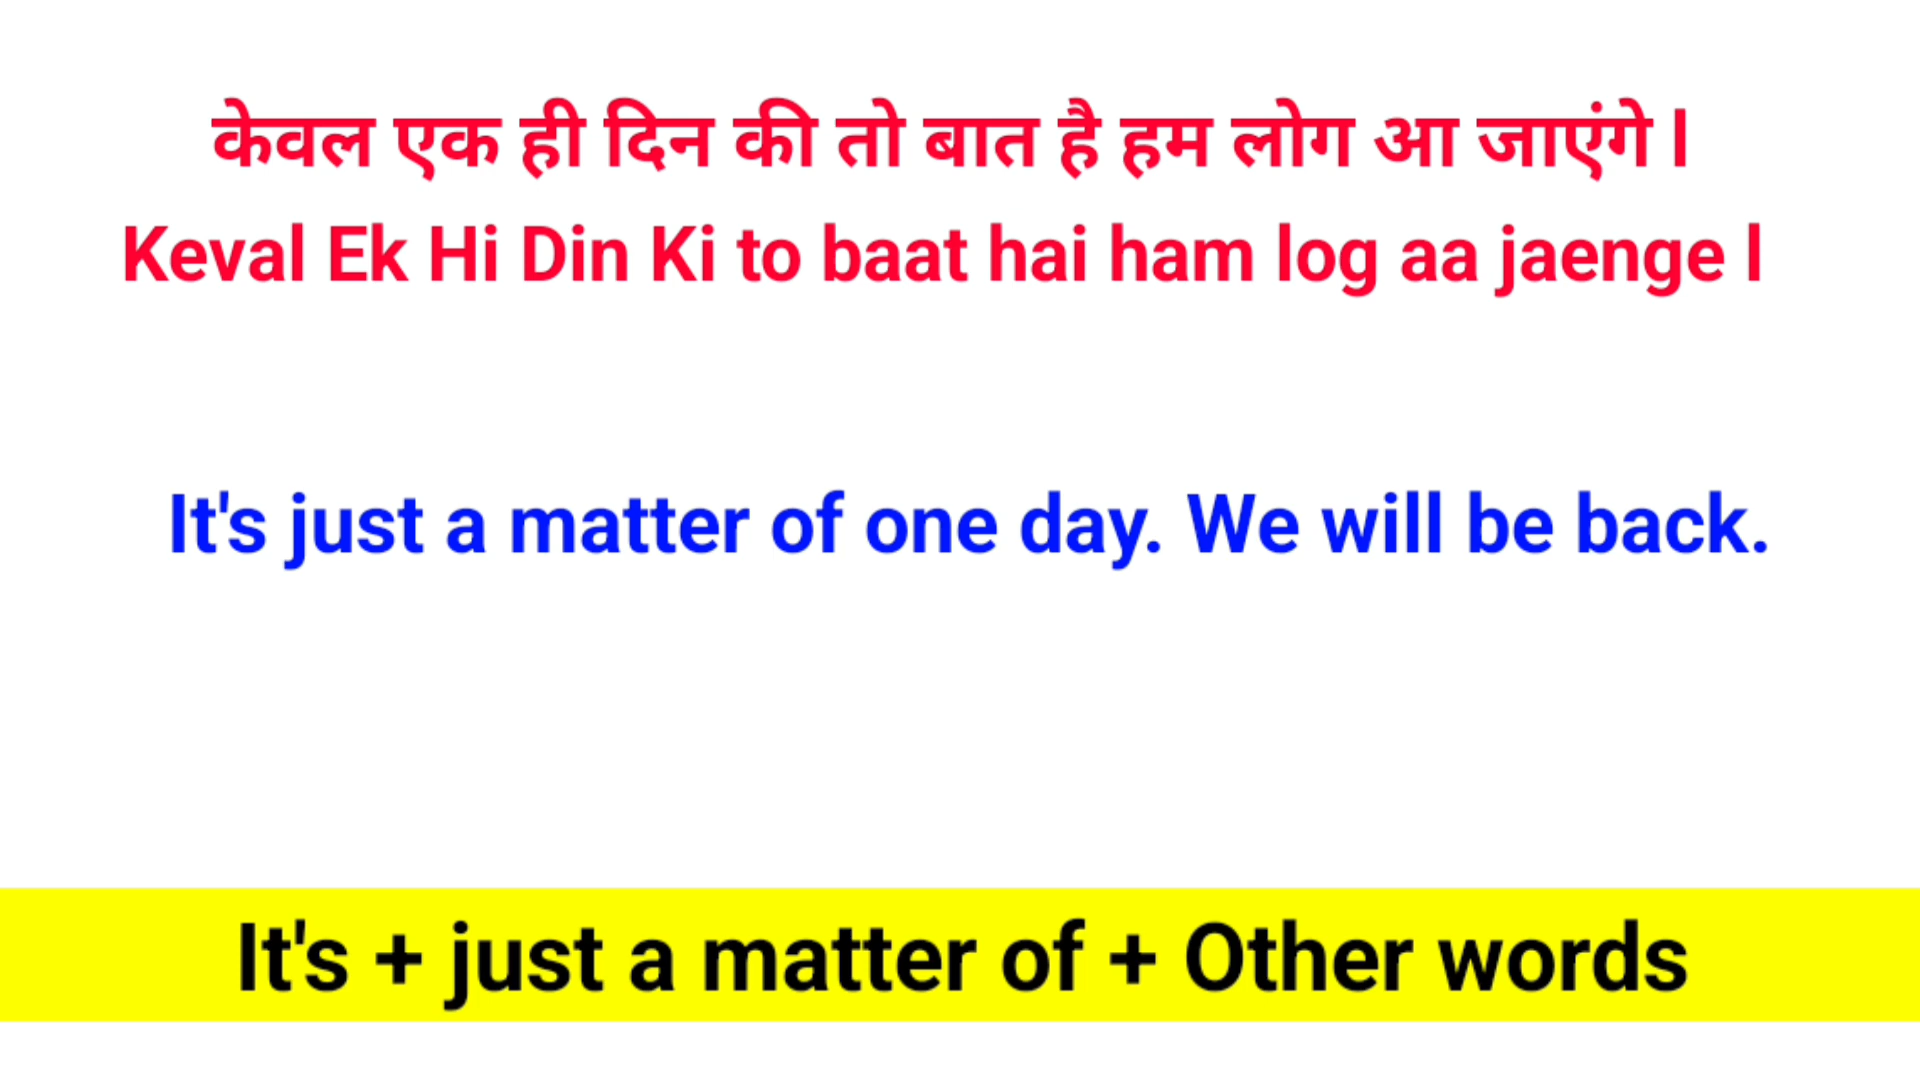 केवल एक ही दिन की तो बात है हम लोग आ जाएंगे l
Keval Ek Hi Din Ki to baat hai ham log aa jaenge l
It's just a matter of one day. We will be back.
It's + just a matter of + Other words